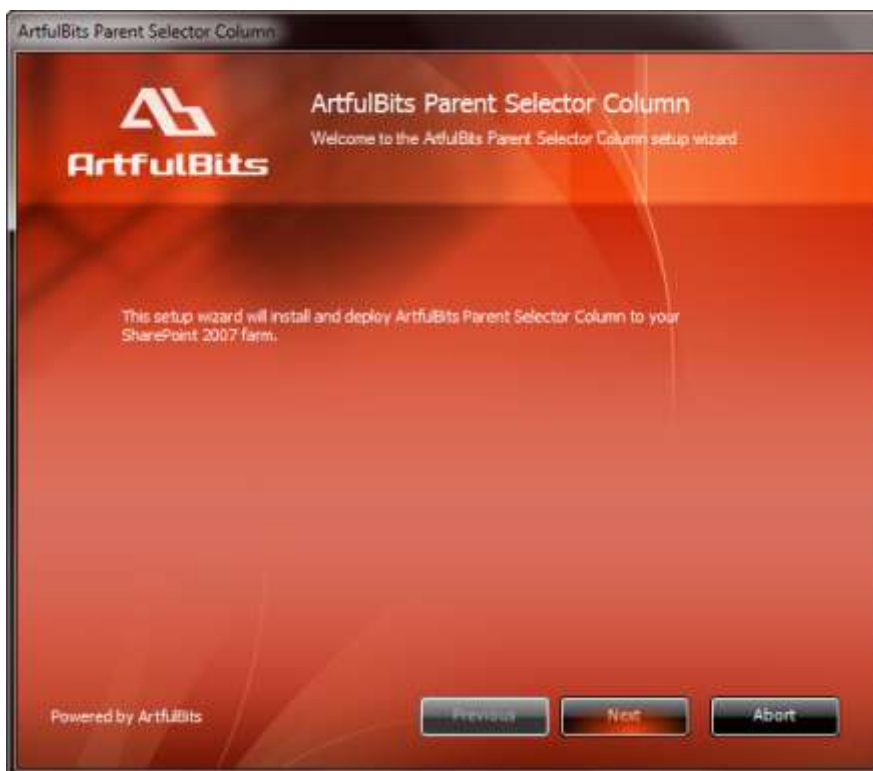 ArtfulBits Parent Selector Column
ArtfulBits
ArtfulBits Parent Selector Column
Welcome to the ArtfulBits Parent Selector Column setup wizard
This setup wizard will install and deploy ArtfulBits Parent Selector Column to your
SharePoint 2007 farm.
Powered by ArtfulBits
Previous
Next
Abort